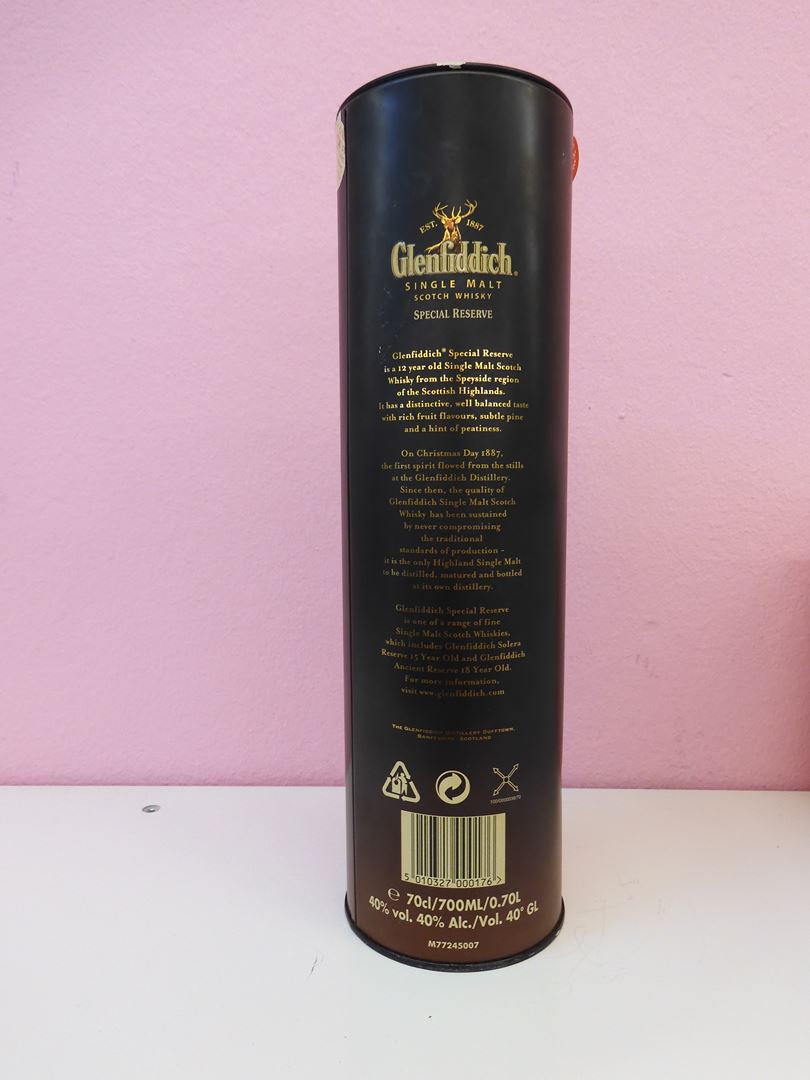 EST. 1887
Glenfiddich®
SINGLE MALT
SCOTCH WHISKY
SPECIAL RESERVE
Glenfiddich® Special Reserve
is a 12 year old Single Malt Scotch
Whisky from the Speyside region
of the Scottish Highlands.
It has a distinctive, well balanced taste
with rich fruit flavours, subtle pine
and a hint of peatiness.
On Christmas Day 1887,
the first spirit flowed from the stills
at the Glenfiddich Distillery.
Since then, the quality of
Glenfiddich Single Malt Scotch
Whisky has been sustained
by never compromising
the traditional
standards of production –
it is the only Highland Single Malt
to be distilled, matured and bottled
at its own distillery.
Glenfiddich Special Reserve
is one of a range of fine
Single Malt Scotch Whiskies,
which includes Glenfiddich Solera
Reserve 15 Year Old and Glenfiddich
Ancient Reserve 18 Year Old.
For more information,
visit www.glenfiddich.com
THE GLENFIDDICH DISTILLERY DUFFTOWN,
BANFFSHIRE SCOTLAND
5 010327 000176 >
℮ 70cl/700ML/0.70L
40% vol. 40% Alc./Vol. 40° GL
M77245007